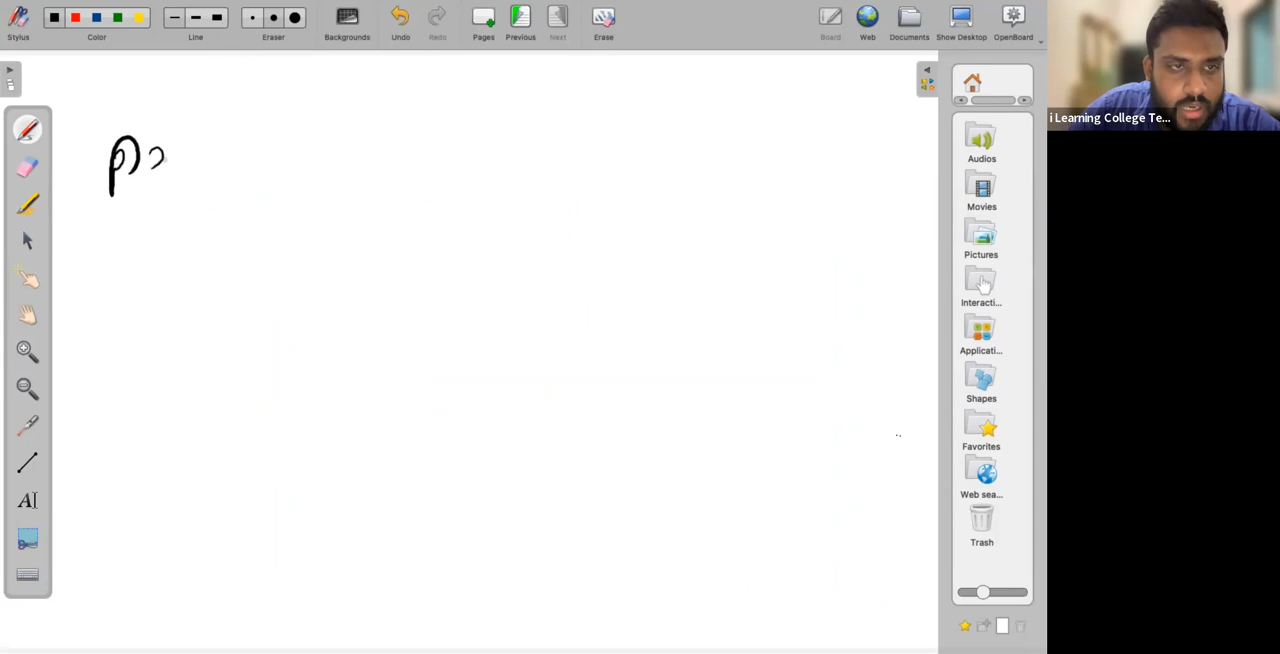 Stylus
Color
Line
Eraser
Backgrounds
Undo
Redo
Pages
Previous
Next
Erase
Board
Web
Documents
Show Desktop
OpenBoard
i Learning College Te...
Audios
Movies
Pictures
Interacti...
Applicati...
Shapes
Favorites
Web sea...
Trash